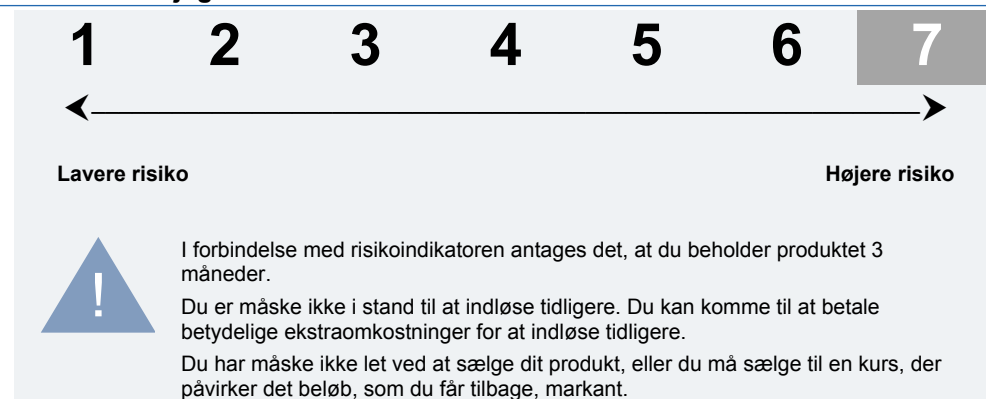 1 2 3 4 5 6 7
Lavere risiko Højere risiko
!
I forbindelse med risikoindikatoren antages det, at du beholder produktet 3
måneder.
Du er måske ikke i stand til at indløse tidligere. Du kan komme til at betale
betydelige ekstraomkostninger for at indløse tidligere.
Du har måske ikke let ved at sælge dit produkt, eller du må sælge til en kurs, der
påvirker det beløb, som du får tilbage, markant.